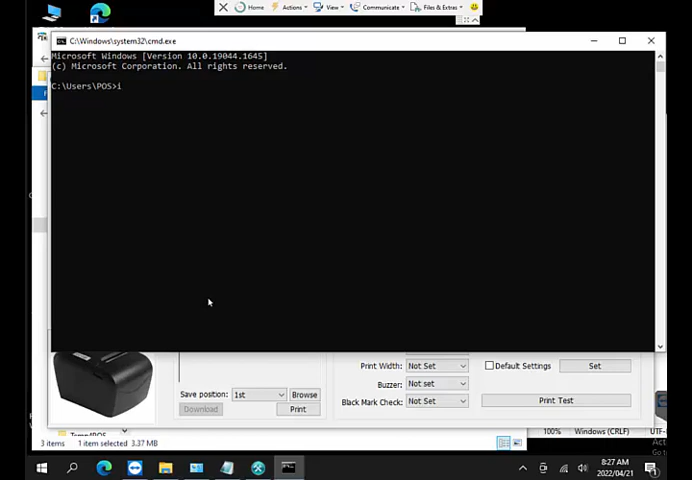 Home Actions View Communicate Files & Extras
C:\Windows\system32\cmd.exe
Microsoft Windows [Version 10.0.19044.1645]
(c) Microsoft Corporation. All rights reserved.
C:\Users\POS>i
Print Width: Not Set
Default Settings Set
Buzzer: Not set
Save position: 1st Browse
Black Mark Check: Not Set
Print Test
Download Print
3 items 1 item selected 3.37 MB
100% Windows (CRLF) UTF-
8:27 AM
2022/04/21